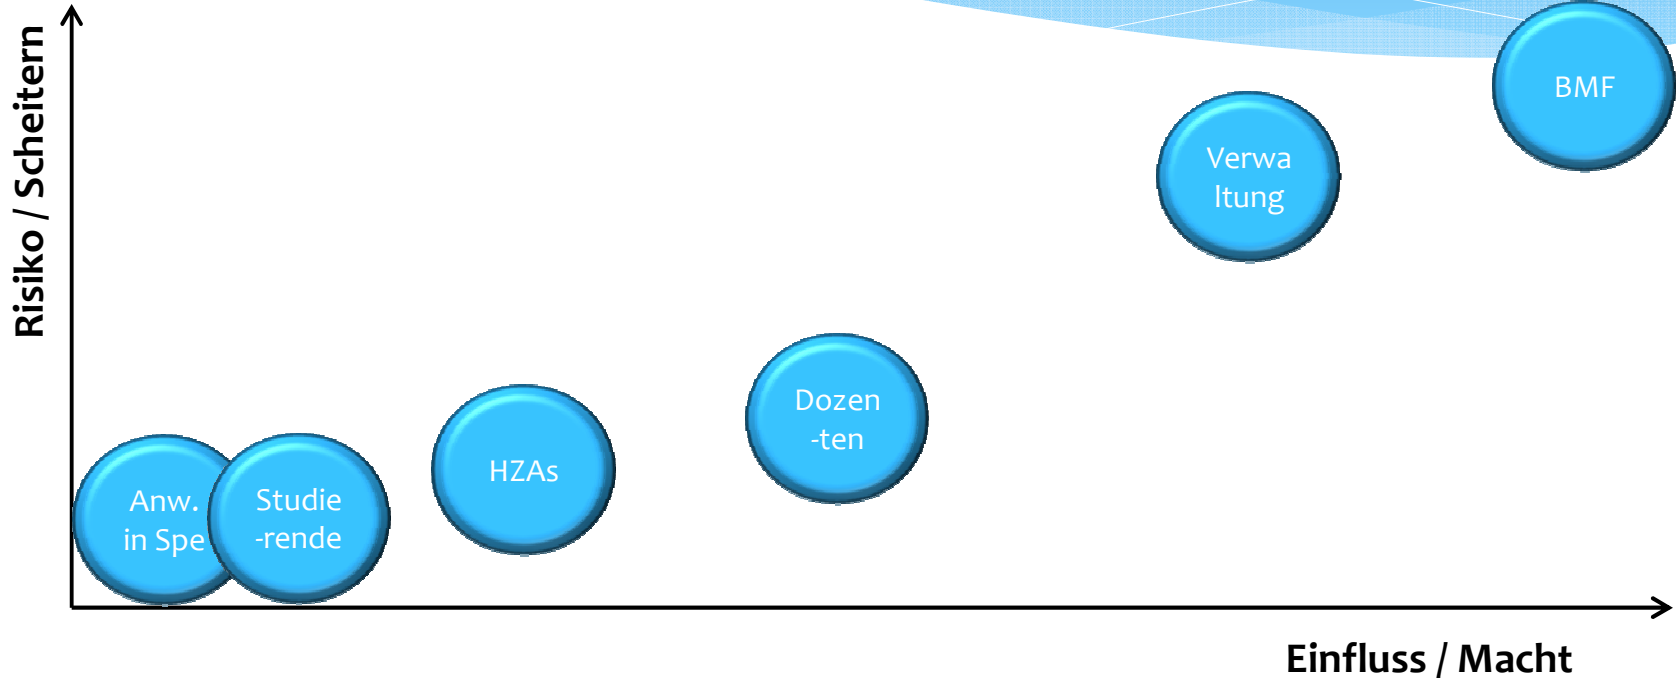 Risiko / Scheitern
BMF
Verwa
ltung
Dozen
-ten
HZAs
Anw.
in Spe
Studie
-rende
Einfluss / Macht